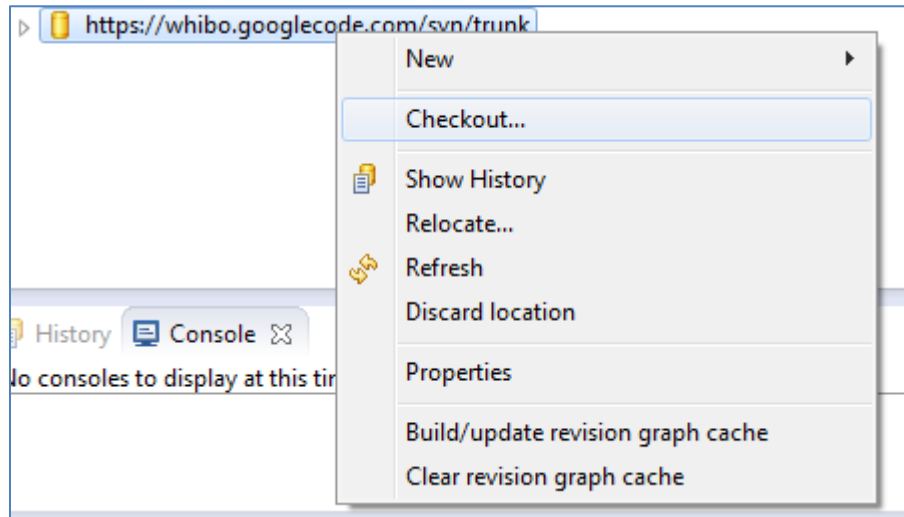 https://whibo.googlecode.com/svn/trunk
New
Checkout...
Show History
Relocate...
Refresh
Discard location
History Console
No consoles to display at this tir
Properties
Build/update revision graph cache
Clear revision graph cache